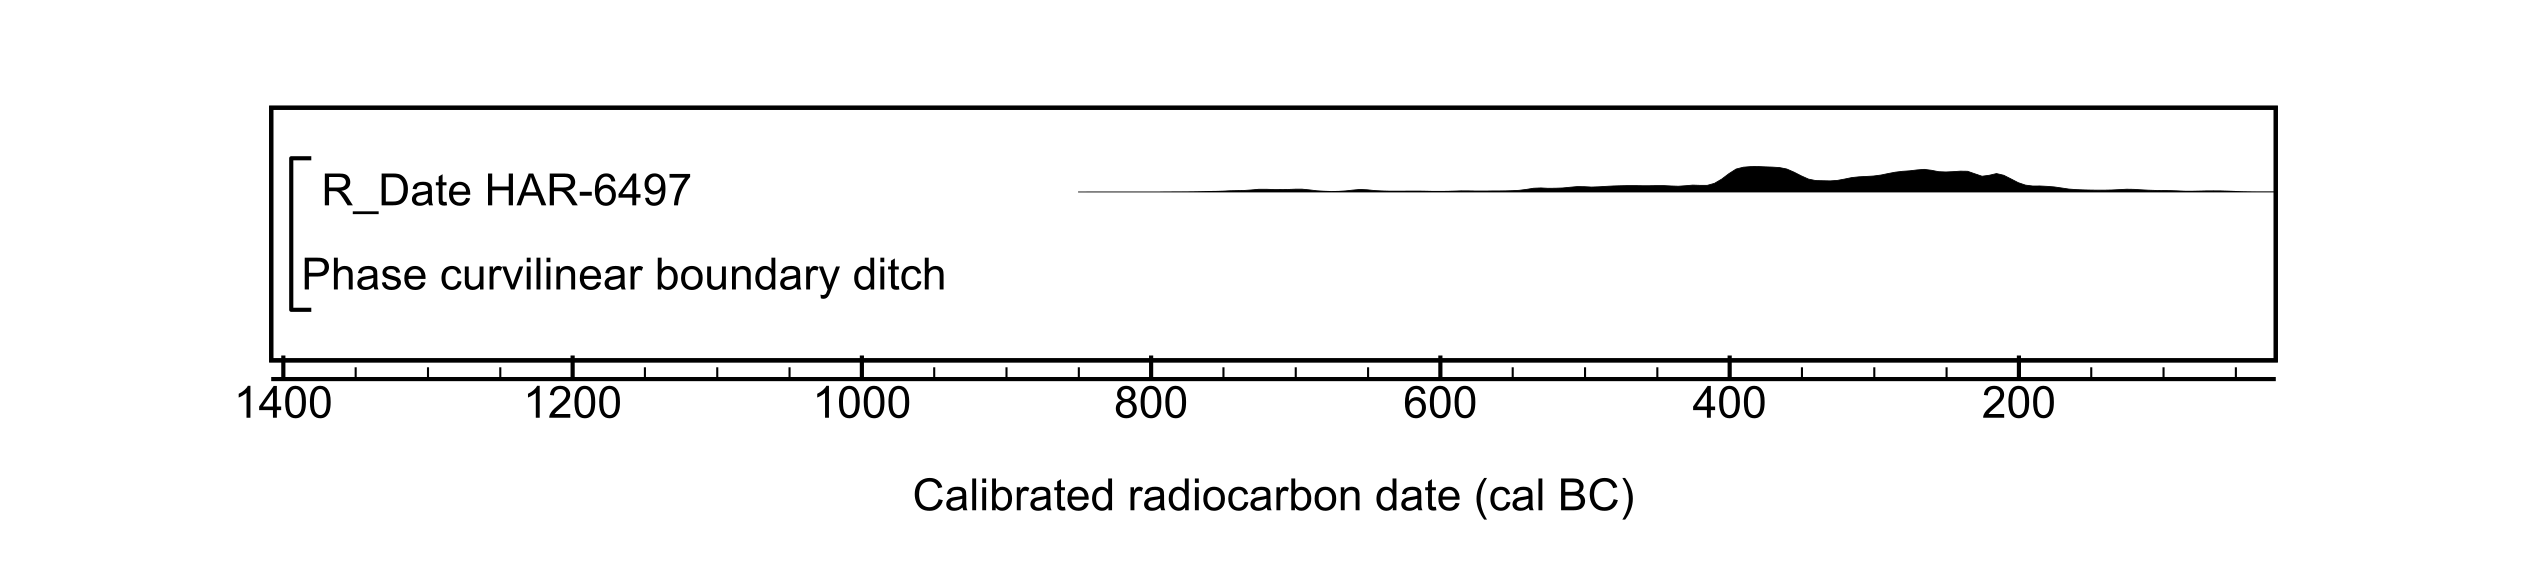 R_Date HAR-6497
Phase curvilinear boundary ditch
1400 1200 1000 800 600 400 200
Calibrated radiocarbon date (cal BC)